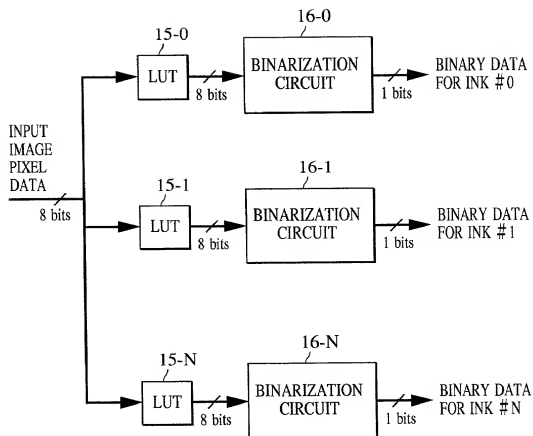 15-0
16-0
LUT
8 bits
BINARIZATION
CIRCUIT
1 bits
BINARY DATA
FOR INK #0
INPUT
IMAGE
PIXEL
DATA
8 bits
15-1
16-1
LUT
8 bits
BINARIZATION
CIRCUIT
1 bits
BINARY DATA
FOR INK #1
15-N
16-N
LUT
8 bits
BINARIZATION
CIRCUIT
1 bits
BINARY DATA
FOR INK #N